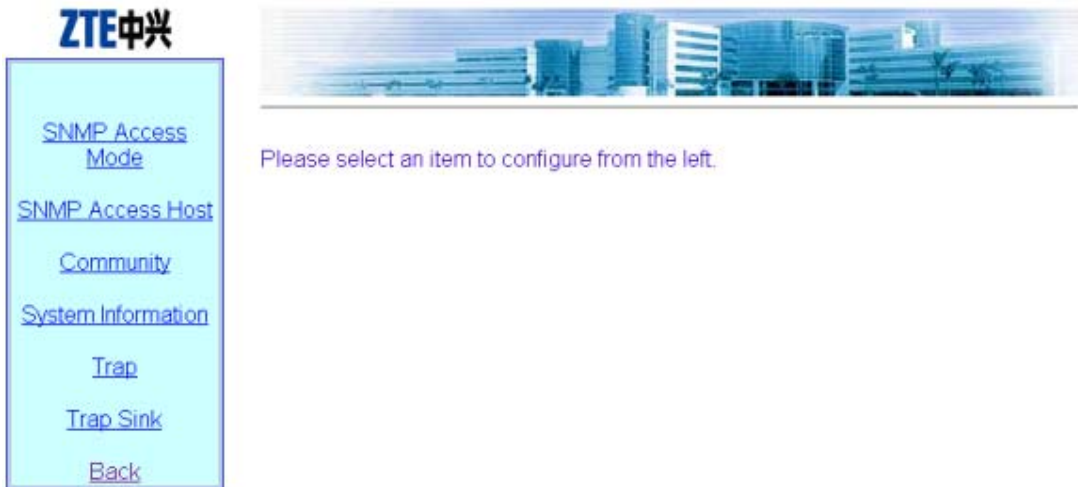 ZTE中兴
SNMP Access
Mode
SNMP Access Host
Community
System Information
Trap
Trap Sink
Back
Please select an item to configure from the left.